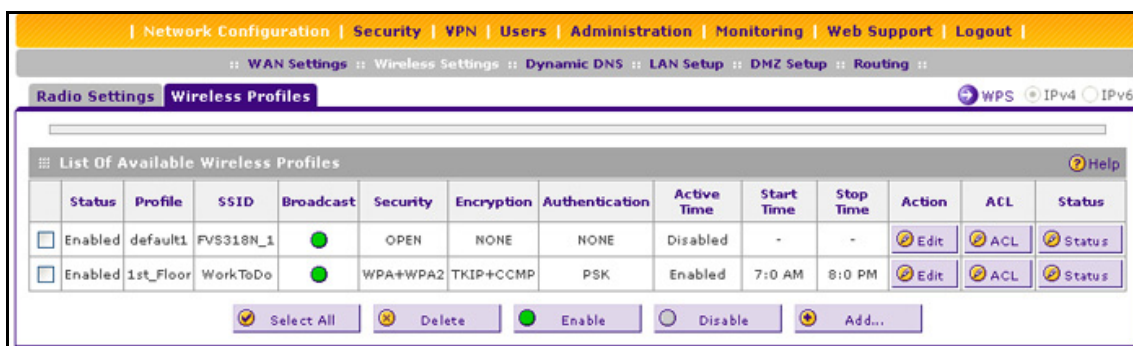 | Network Configuration | Security | VPN | Users | Administration | Monitoring | Web Support | Logout |
:: WAN Settings :: Wireless Settings :: Dynamic DNS :: LAN Setup :: DMZ Setup :: Routing ::
Radio Settings Wireless Profiles WPS IPv4 IPv6
List Of Available Wireless Profiles Help
Status Profile SSID Broadcast Security Encryption Authentication Active Time Start Time Stop Time Action ACL Status
Enabled default1 FVS318N_1 OPEN NONE NONE Disabled - - Edit ACL Status
Enabled 1st_Floor WorkToDo WPA+WPA2 TKIP+CCMP PSK Enabled 7:0 AM 8:0 PM Edit ACL Status
Select All Delete Enable Disable Add...